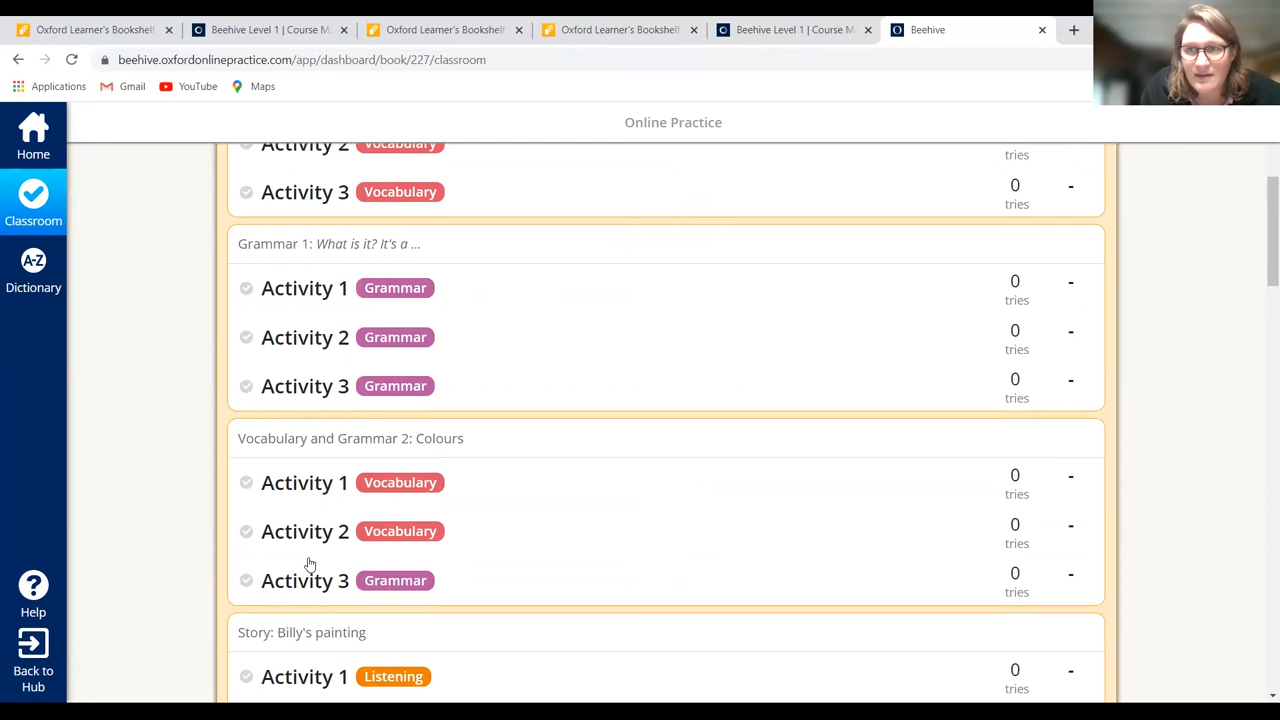 Oxford Learner's Bookshelf
Beehive Level 1 | Course M
Oxford Learner's Bookshelf
Oxford Learner's Bookshelf
Beehive Level 1 | Course M
Beehive
beehive.oxfordonlinepractice.com/app/dashboard/book/227/classroom
Applications
Gmail
YouTube
Maps
Home
Classroom
A-Z
Dictionary
Help
Back to
Hub
Online Practice
Activity 2 Vocabulary
tries
Activity 3 Vocabulary 0 -
tries
Grammar 1: What is it? It's a ...
Activity 1 Grammar 0 -
tries
Activity 2 Grammar 0 -
tries
Activity 3 Grammar 0 -
tries
Vocabulary and Grammar 2: Colours
Activity 1 Vocabulary 0 -
tries
Activity 2 Vocabulary 0 -
tries
Activity 3 Grammar 0 -
tries
Story: Billy's painting
Activity 1 Listening 0 -
tries